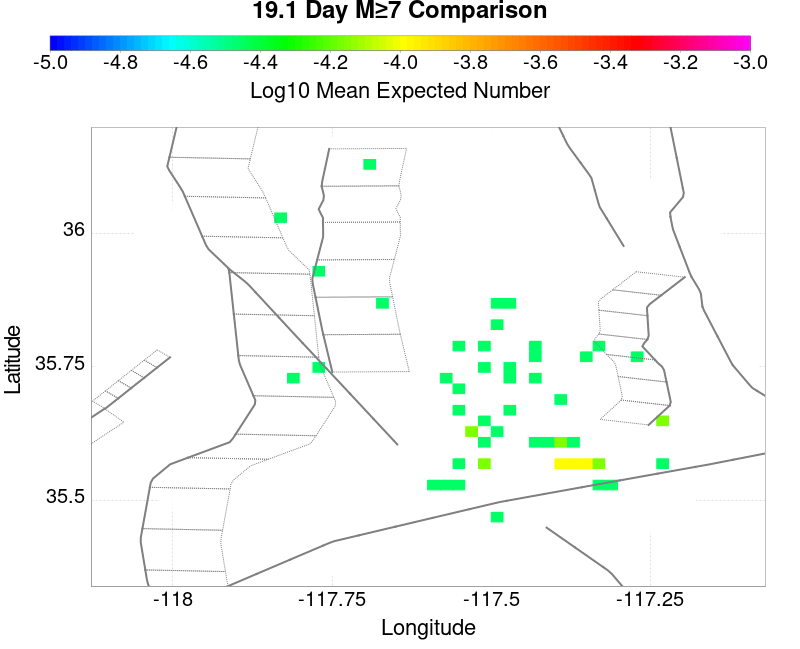 19.1 Day M≥7 Comparison
-5.0 -4.8 -4.6 -4.4 -4.2 -4.0 -3.8 -3.6 -3.4 -3.2 -3.0
Log10 Mean Expected Number
36
35.75
35.5
Latitude
-118 -117.75 -117.5 -117.25
Longitude